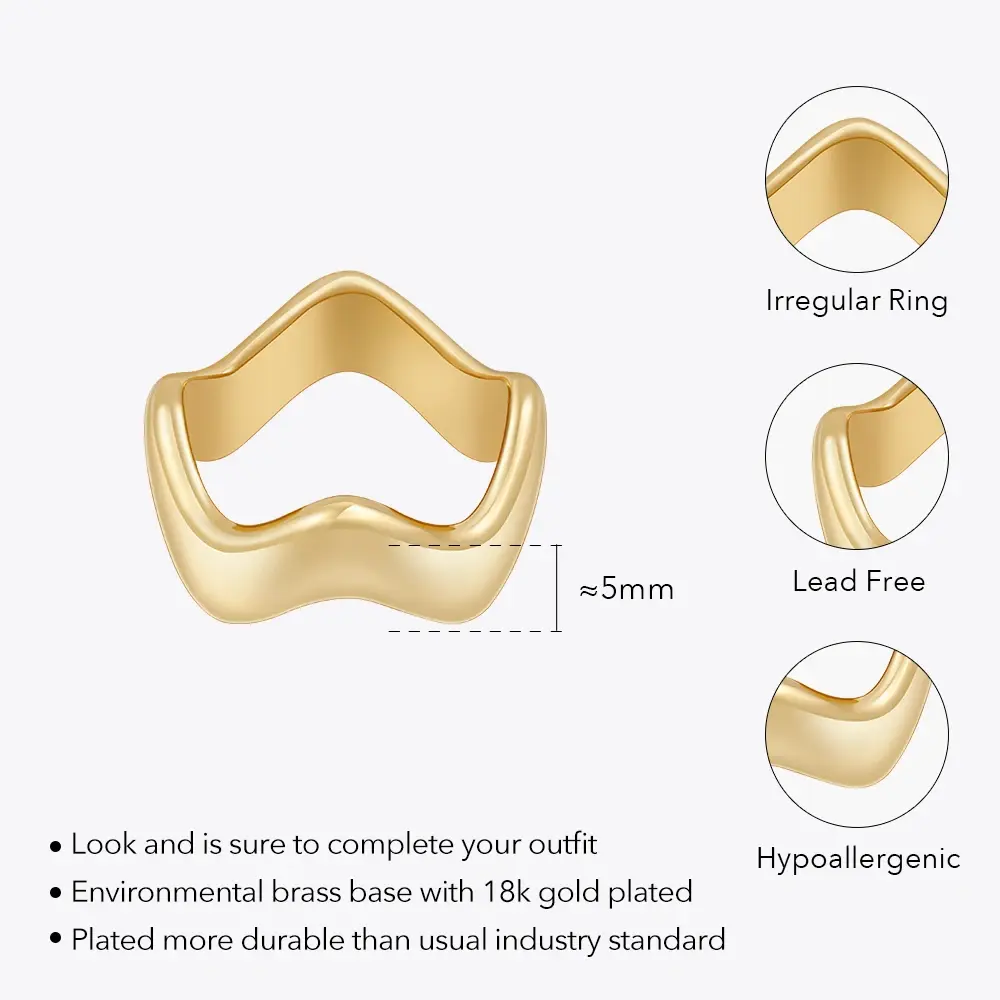 Irregular Ring
≈5mm
Lead Free
Hypoallergenic
• Look and is sure to complete your outfit
• Environmental brass base with 18k gold plated
• Plated more durable than usual industry standard